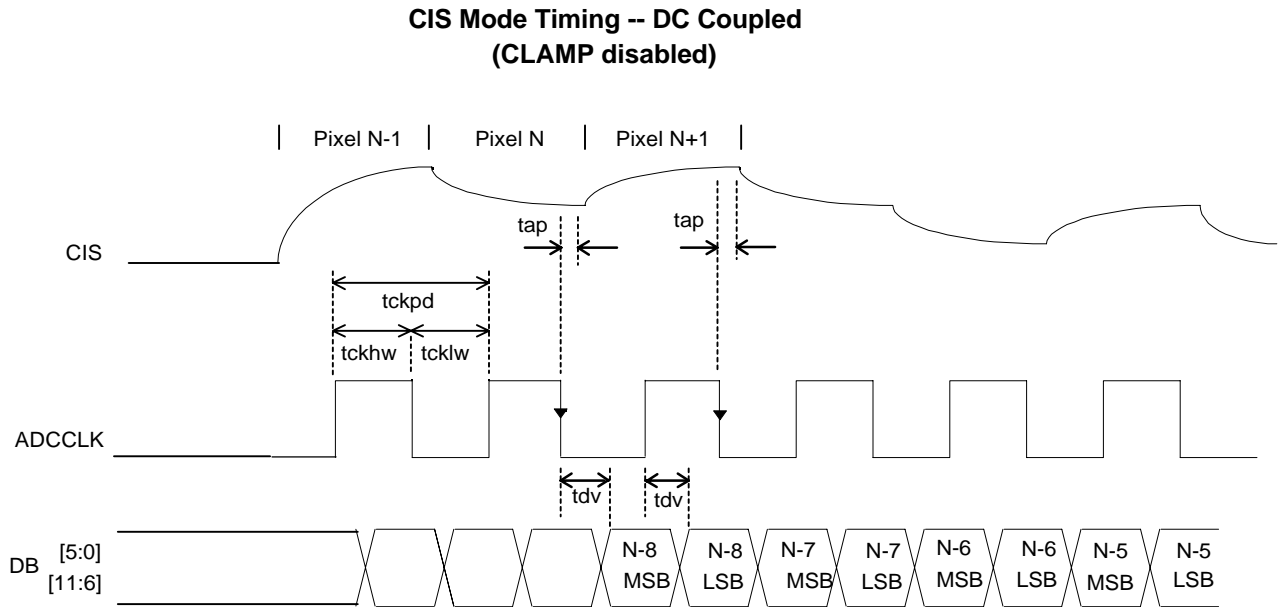 CIS Mode Timing -- DC Coupled
(CLAMP disabled)
| Pixel N-1 | Pixel N | Pixel N+1 |
CIS
tap
tap
tckpd
tckhw
tcklw
ADCCLK
tdv
tdv
DB
[5:0]
[11:6]
N-8
MSB
N-8
LSB
N-7
MSB
N-7
LSB
N-6
MSB
N-6
LSB
N-5
MSB
N-5
LSB